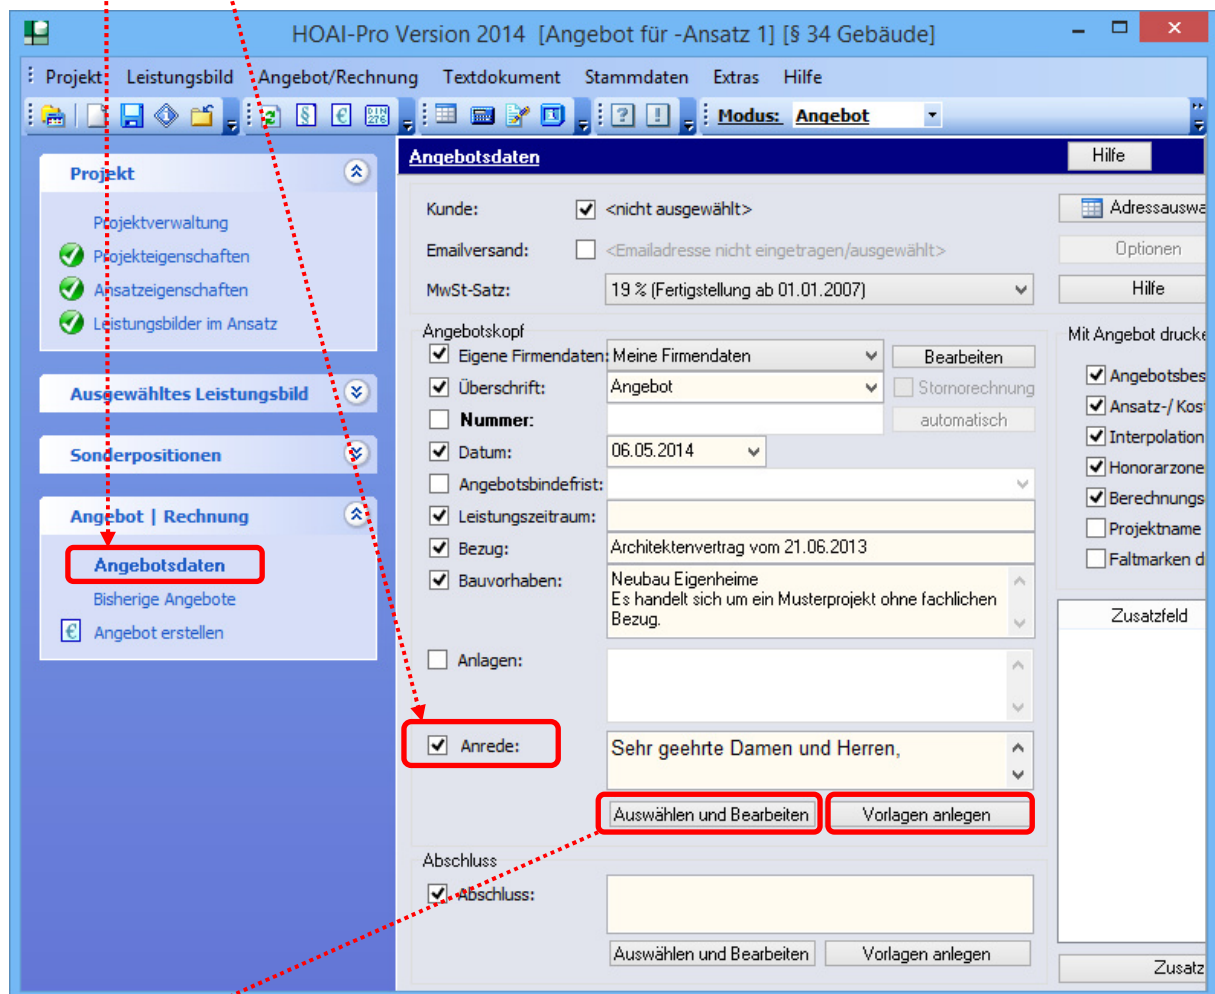 HOAI-Pro Version 2014 [Angebot für -Ansatz 1] [§ 34 Gebäude]
Projekt Leistungsbild Angebot/Rechnung Textdokument Stammdaten Extras Hilfe
Modus: Angebot
Projekt
Projektverwaltung
Projekteigenschaften
Ansatzeigenschaften
Leistungsbilder im Ansatz
Ausgewähltes Leistungsbild
Sonderpositionen
Angebot | Rechnung
Angebotsdaten
Bisherige Angebote
€ Angebot erstellen
Angebotsdaten Hilfe
Kunde: <nicht ausgewählt> Adressauswa
Emailversand: <Emailadresse nicht eingetragen/ausgewählt> Optionen
MwSt-Satz: 19 % (Fertigstellung ab 01.01.2007) Hilfe
Angebotskopf
Eigene Firmendaten: Meine Firmendaten Bearbeiten
Überschrift: Angebot Stornorechnung
Nummer: automatisch
Datum: 06.05.2014
Angebotsbindefrist:
Leistungszeitraum:
Bezug: Architektenvertrag vom 21.06.2013
Bauvorhaben: Neubau Eigenheime
Es handelt sich um ein Musterprojekt ohne fachlichen
Bezug.
Anlagen:
Anrede: Sehr geehrte Damen und Herren,
Auswählen und Bearbeiten Vorlagen anlegen
Abschluss
Abschluss:
Auswählen und Bearbeiten Vorlagen anlegen
Mit Angebot drucke
Angebotsbes
Ansatz-/ Kos
Interpolation
Honorarzone
Berechnungs
Projektname
Faltmarken d
Zusatzfeld
Zusatz